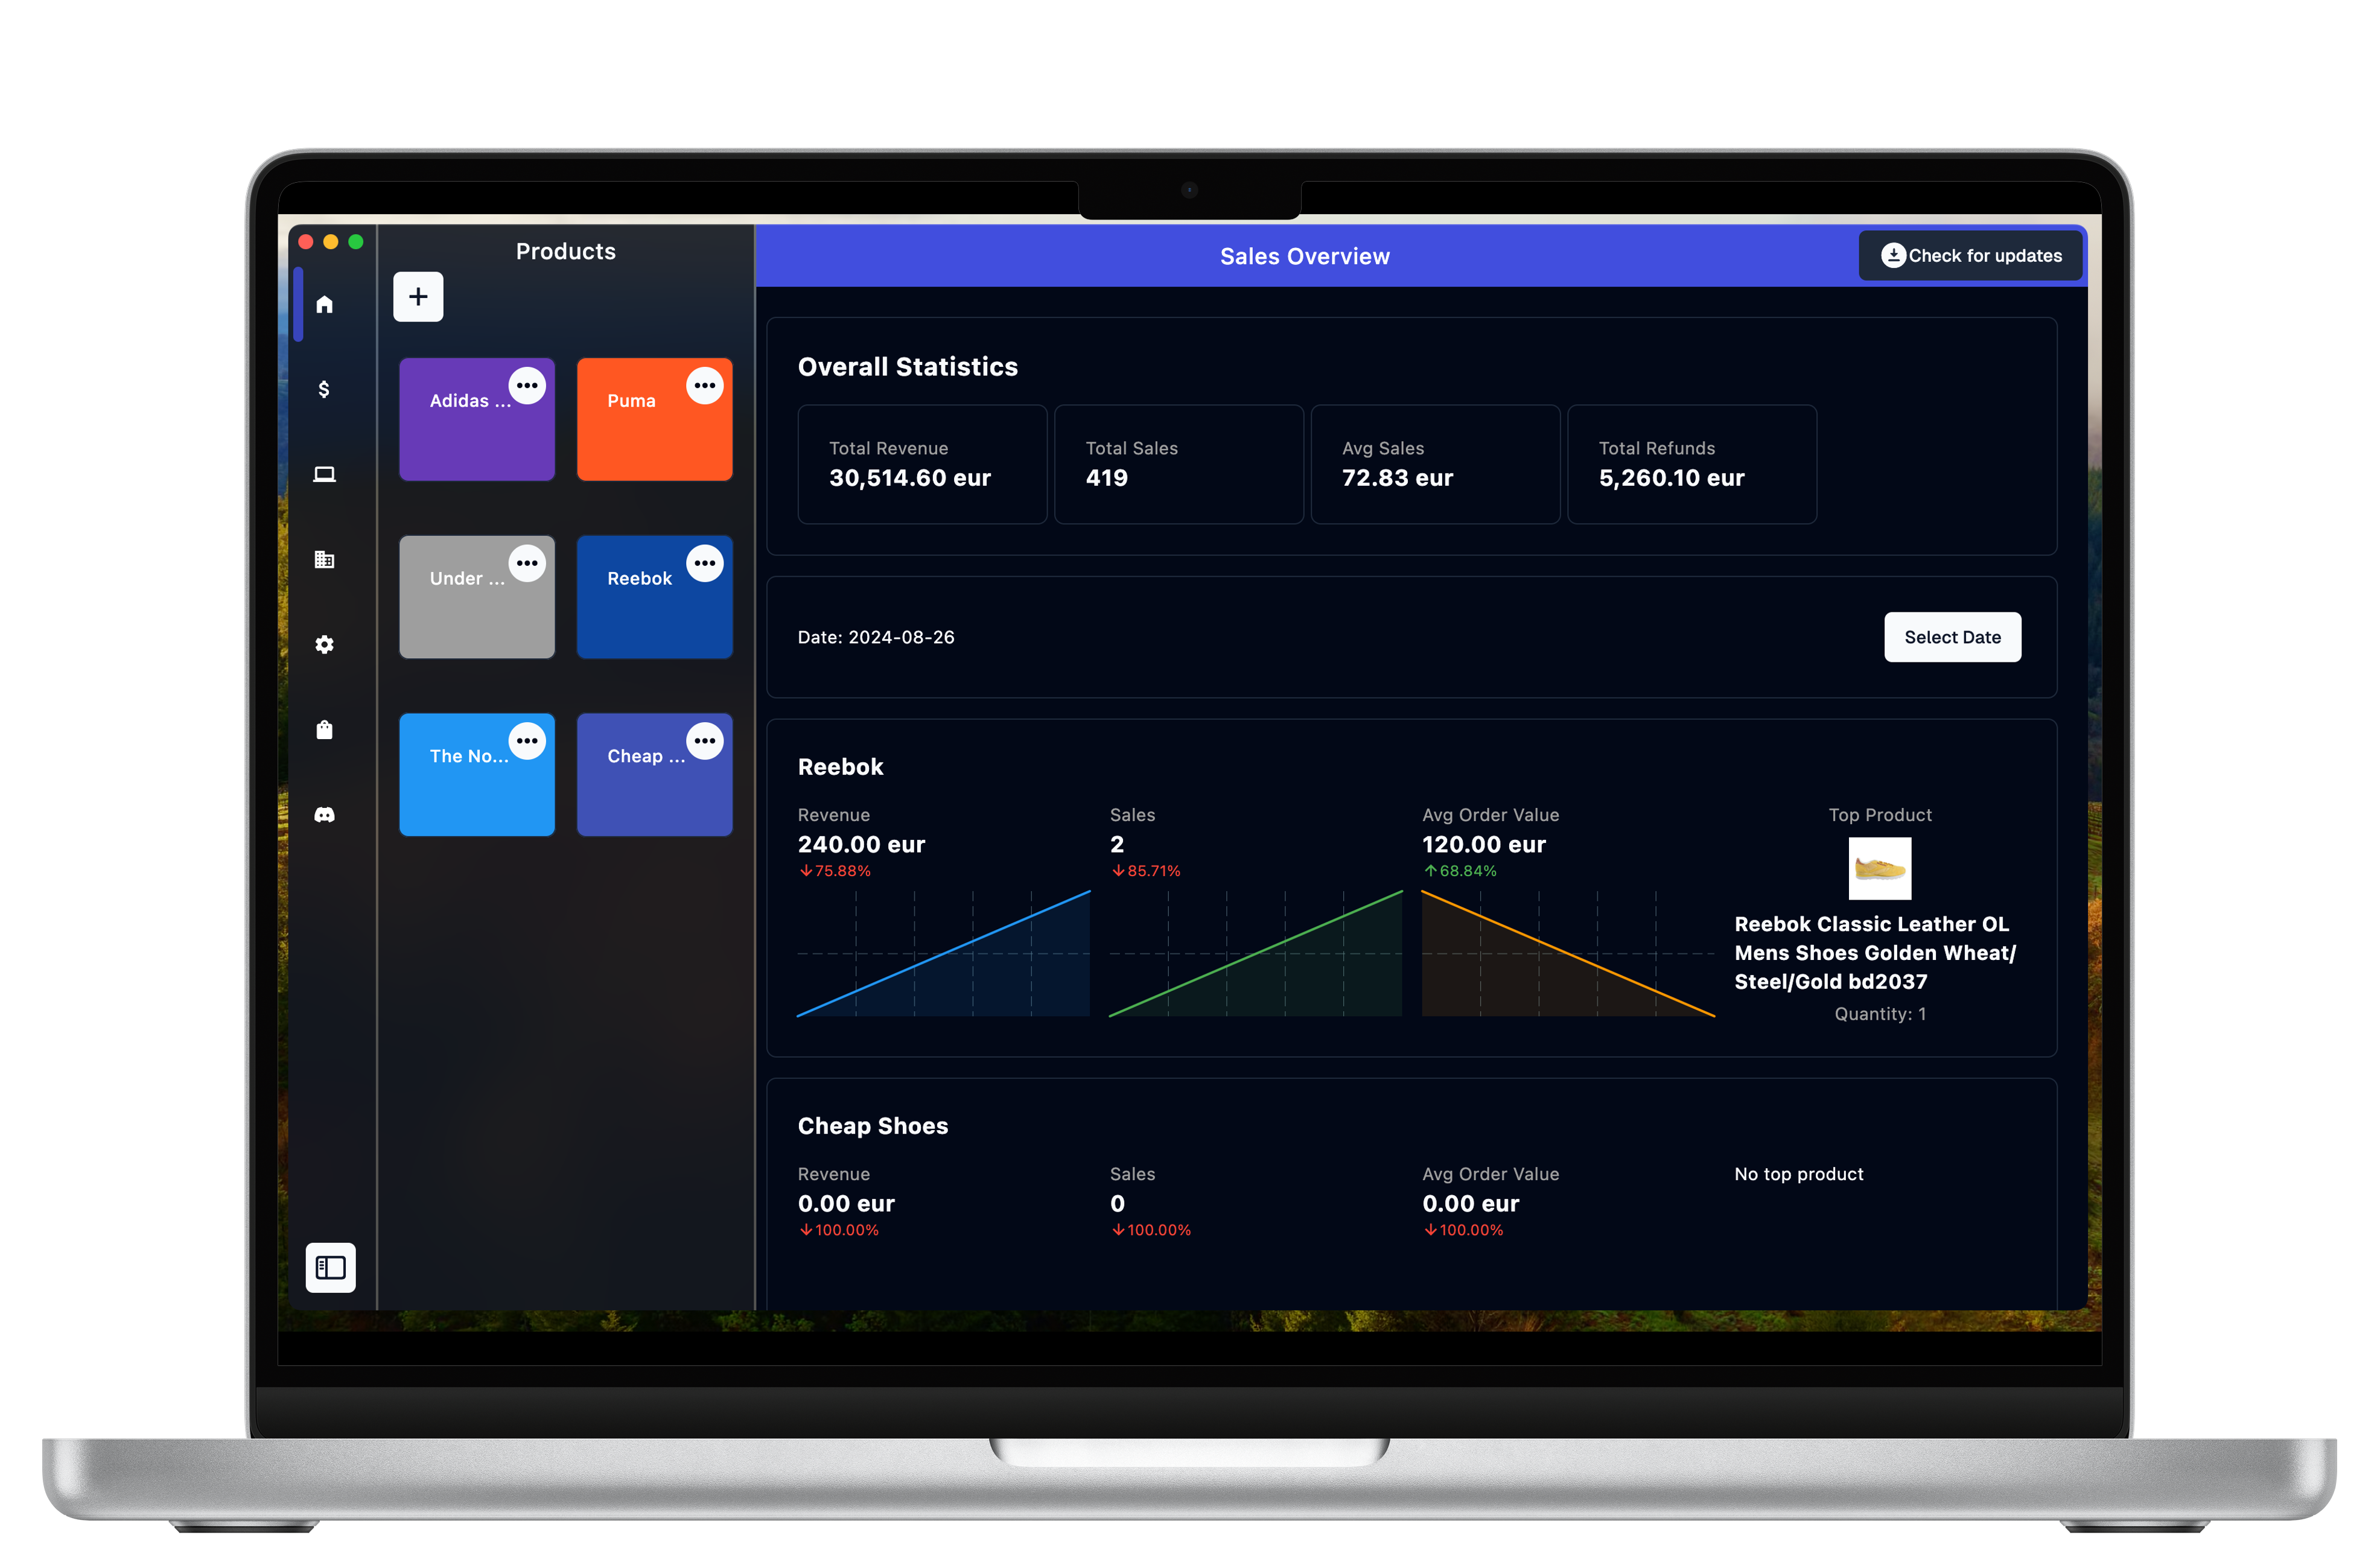 Products
Sales Overview
Check for updates
+
Adidas ...
Puma
Under ...
Reebok
The No...
Cheap ...
Overall Statistics
Total Revenue
30,514.60 eur
Total Sales
419
Avg Sales
72.83 eur
Total Refunds
5,260.10 eur
Date: 2024-08-26
Select Date
Reebok
Revenue
240.00 eur
↓75.88%
Sales
2
↓85.71%
Avg Order Value
120.00 eur
↑68.84%
Top Product
Reebok Classic Leather OL
Mens Shoes Golden Wheat/
Steel/Gold bd2037
Quantity: 1
Cheap Shoes
Revenue
0.00 eur
↓100.00%
Sales
0
↓100.00%
Avg Order Value
0.00 eur
↓100.00%
No top product